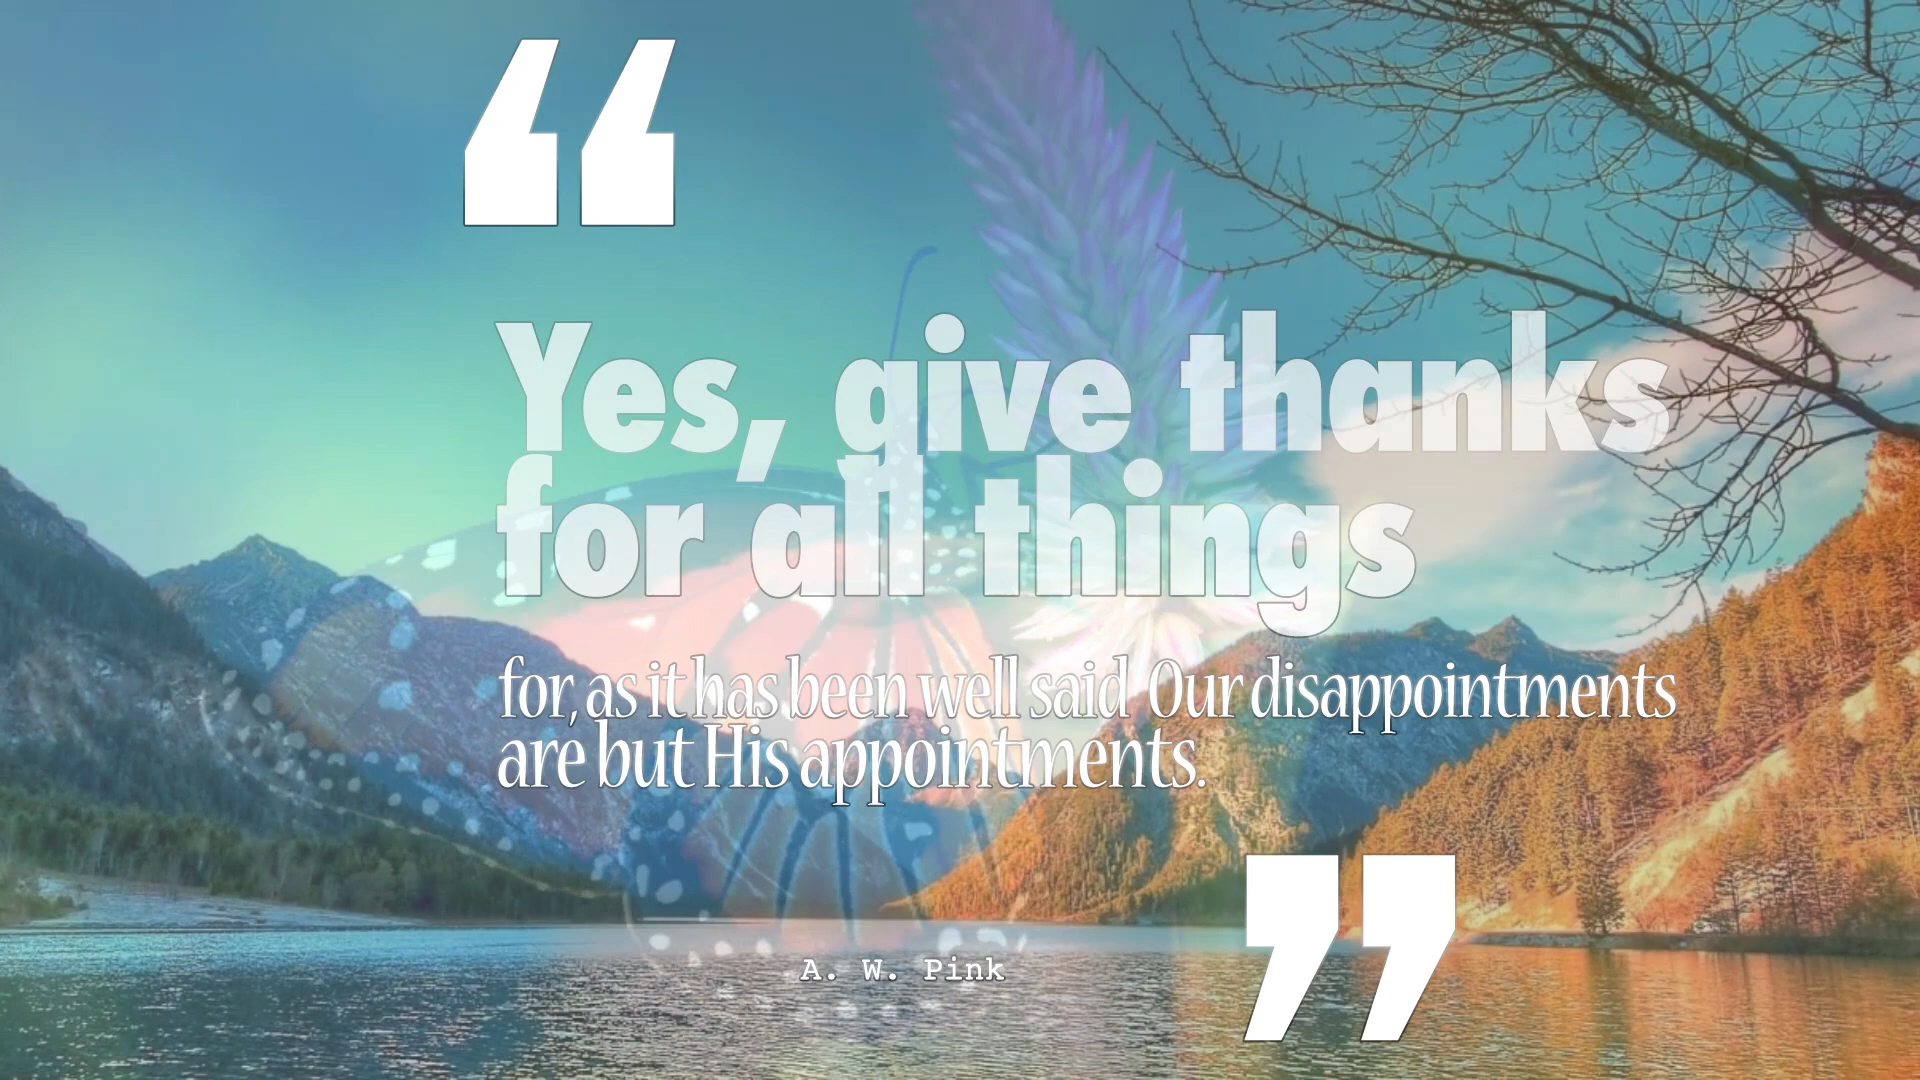 “
Yes, give thanks
for all things
for, as it has been well said Our disappointments
are but His appointments.
”
A. W. Pink